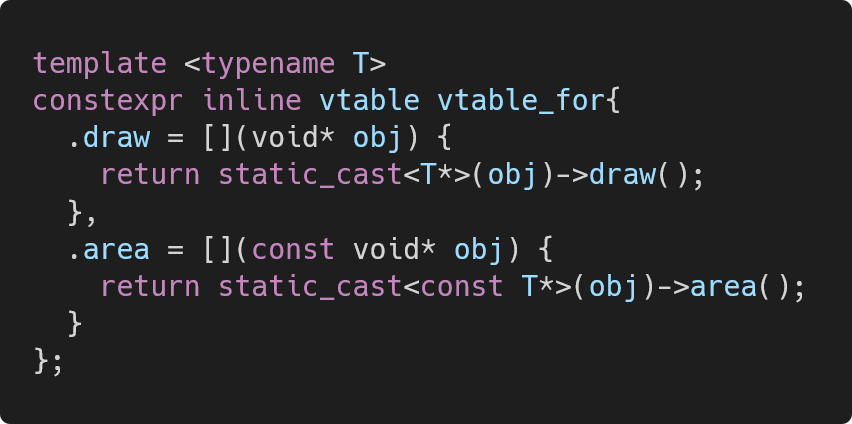 template <typename T>
constexpr inline vtable vtable_for{
  .draw = [](void* obj) {
    return static_cast<T*>(obj)->draw();
  },
  .area = [](const void* obj) {
    return static_cast<const T*>(obj)->area();
  }
};